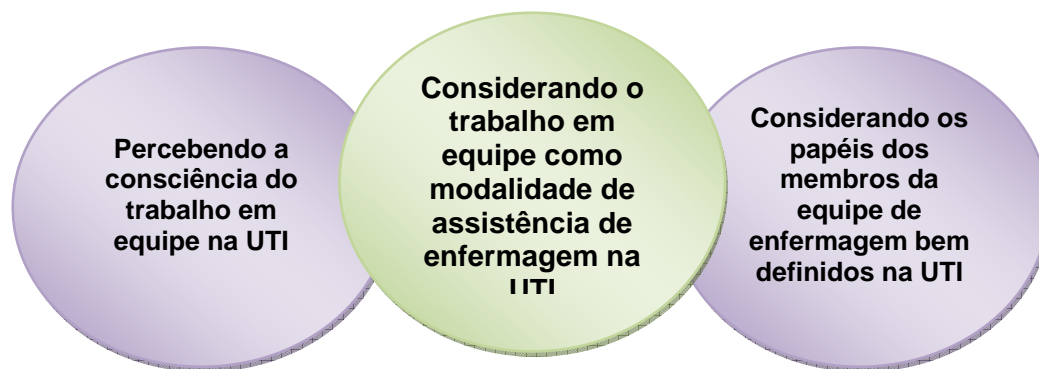 Percebendo a
consciência do
trabalho em
equipe na UTI
Considerando o
trabalho em
equipe como
modalidade de
assistência de
enfermagem na
UTI
Considerando os
papéis dos
membros da
equipe de
enfermagem bem
definidos na UTI